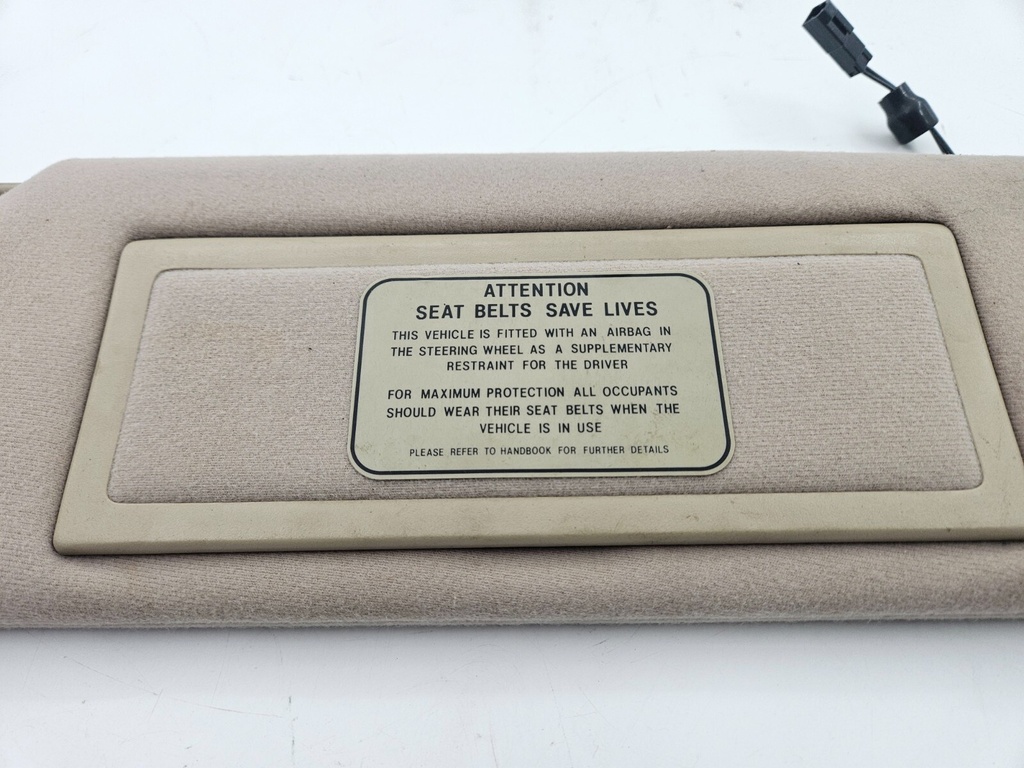 ATTENTION
SEAT BELTS SAVE LIVES
THIS VEHICLE IS FITTED WITH AN AIRBAG IN
THE STEERING WHEEL AS A SUPPLEMENTARY
RESTRAINT FOR THE DRIVER
FOR MAXIMUM PROTECTION ALL OCCUPANTS
SHOULD WEAR THEIR SEAT BELTS WHEN THE
VEHICLE IS IN USE
PLEASE REFER TO HANDBOOK FOR FURTHER DETAILS